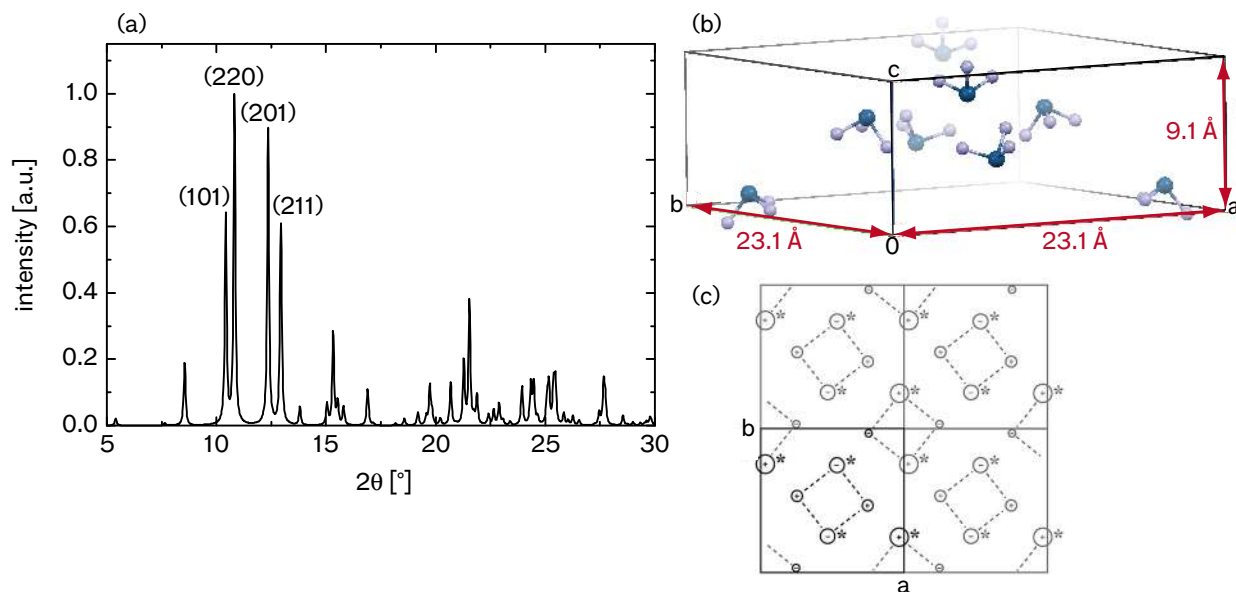 (a)
intensity [a.u.]
1.0
0.8
0.6
0.4
0.2
0.0
(220)
(201)
(101)
(211)
5
10
15
20
25
30
2θ [°]
(b)
c
b
0
a
9.1 Å
23.1 Å
23.1 Å
(c)
+ * - * + * - *
+ + + +
- * + * - * + *
b
+ * - * + * - *
+ + + +
- * + * - * + *
a